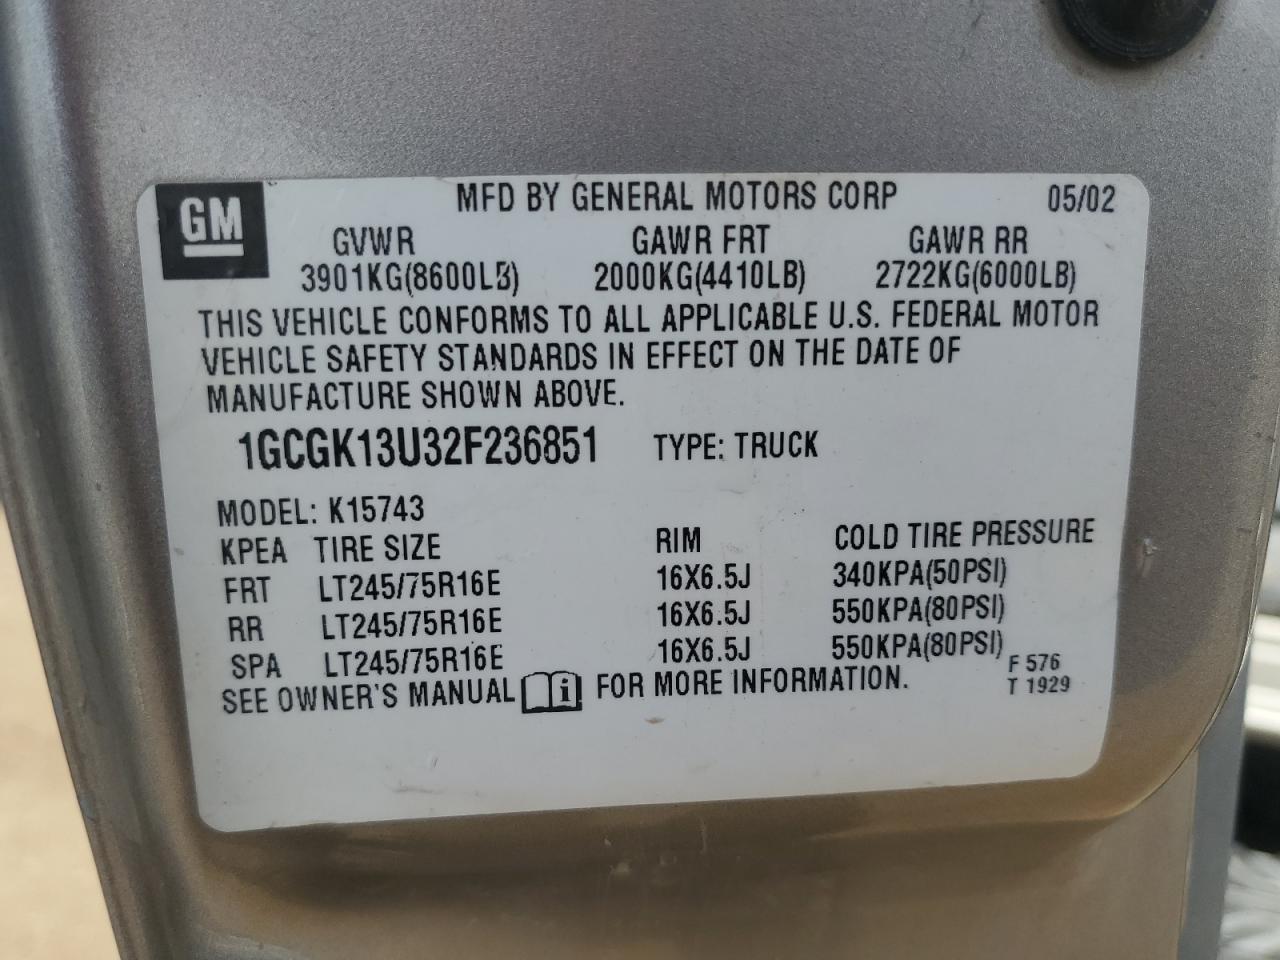 GM
MFD BY GENERAL MOTORS CORP 05/02
GVWR GAWR FRT GAWR RR
3901KG(8600LB) 2000KG(4410LB) 2722KG(6000LB)
THIS VEHICLE CONFORMS TO ALL APPLICABLE U.S. FEDERAL MOTOR
VEHICLE SAFETY STANDARDS IN EFFECT ON THE DATE OF
MANUFACTURE SHOWN ABOVE.
1GCGK13U32F236851 TYPE: TRUCK
MODEL: K15743
KPEA TIRE SIZE RIM COLD TIRE PRESSURE
FRT LT245/75R16E 16X6.5J 340KPA(50PSI)
RR LT245/75R16E 16X6.5J 550KPA(80PSI)
SPA LT245/75R16E 16X6.5J 550KPA(80PSI)
SEE OWNER'S MANUAL i FOR MORE INFORMATION.
F 576
T 1929